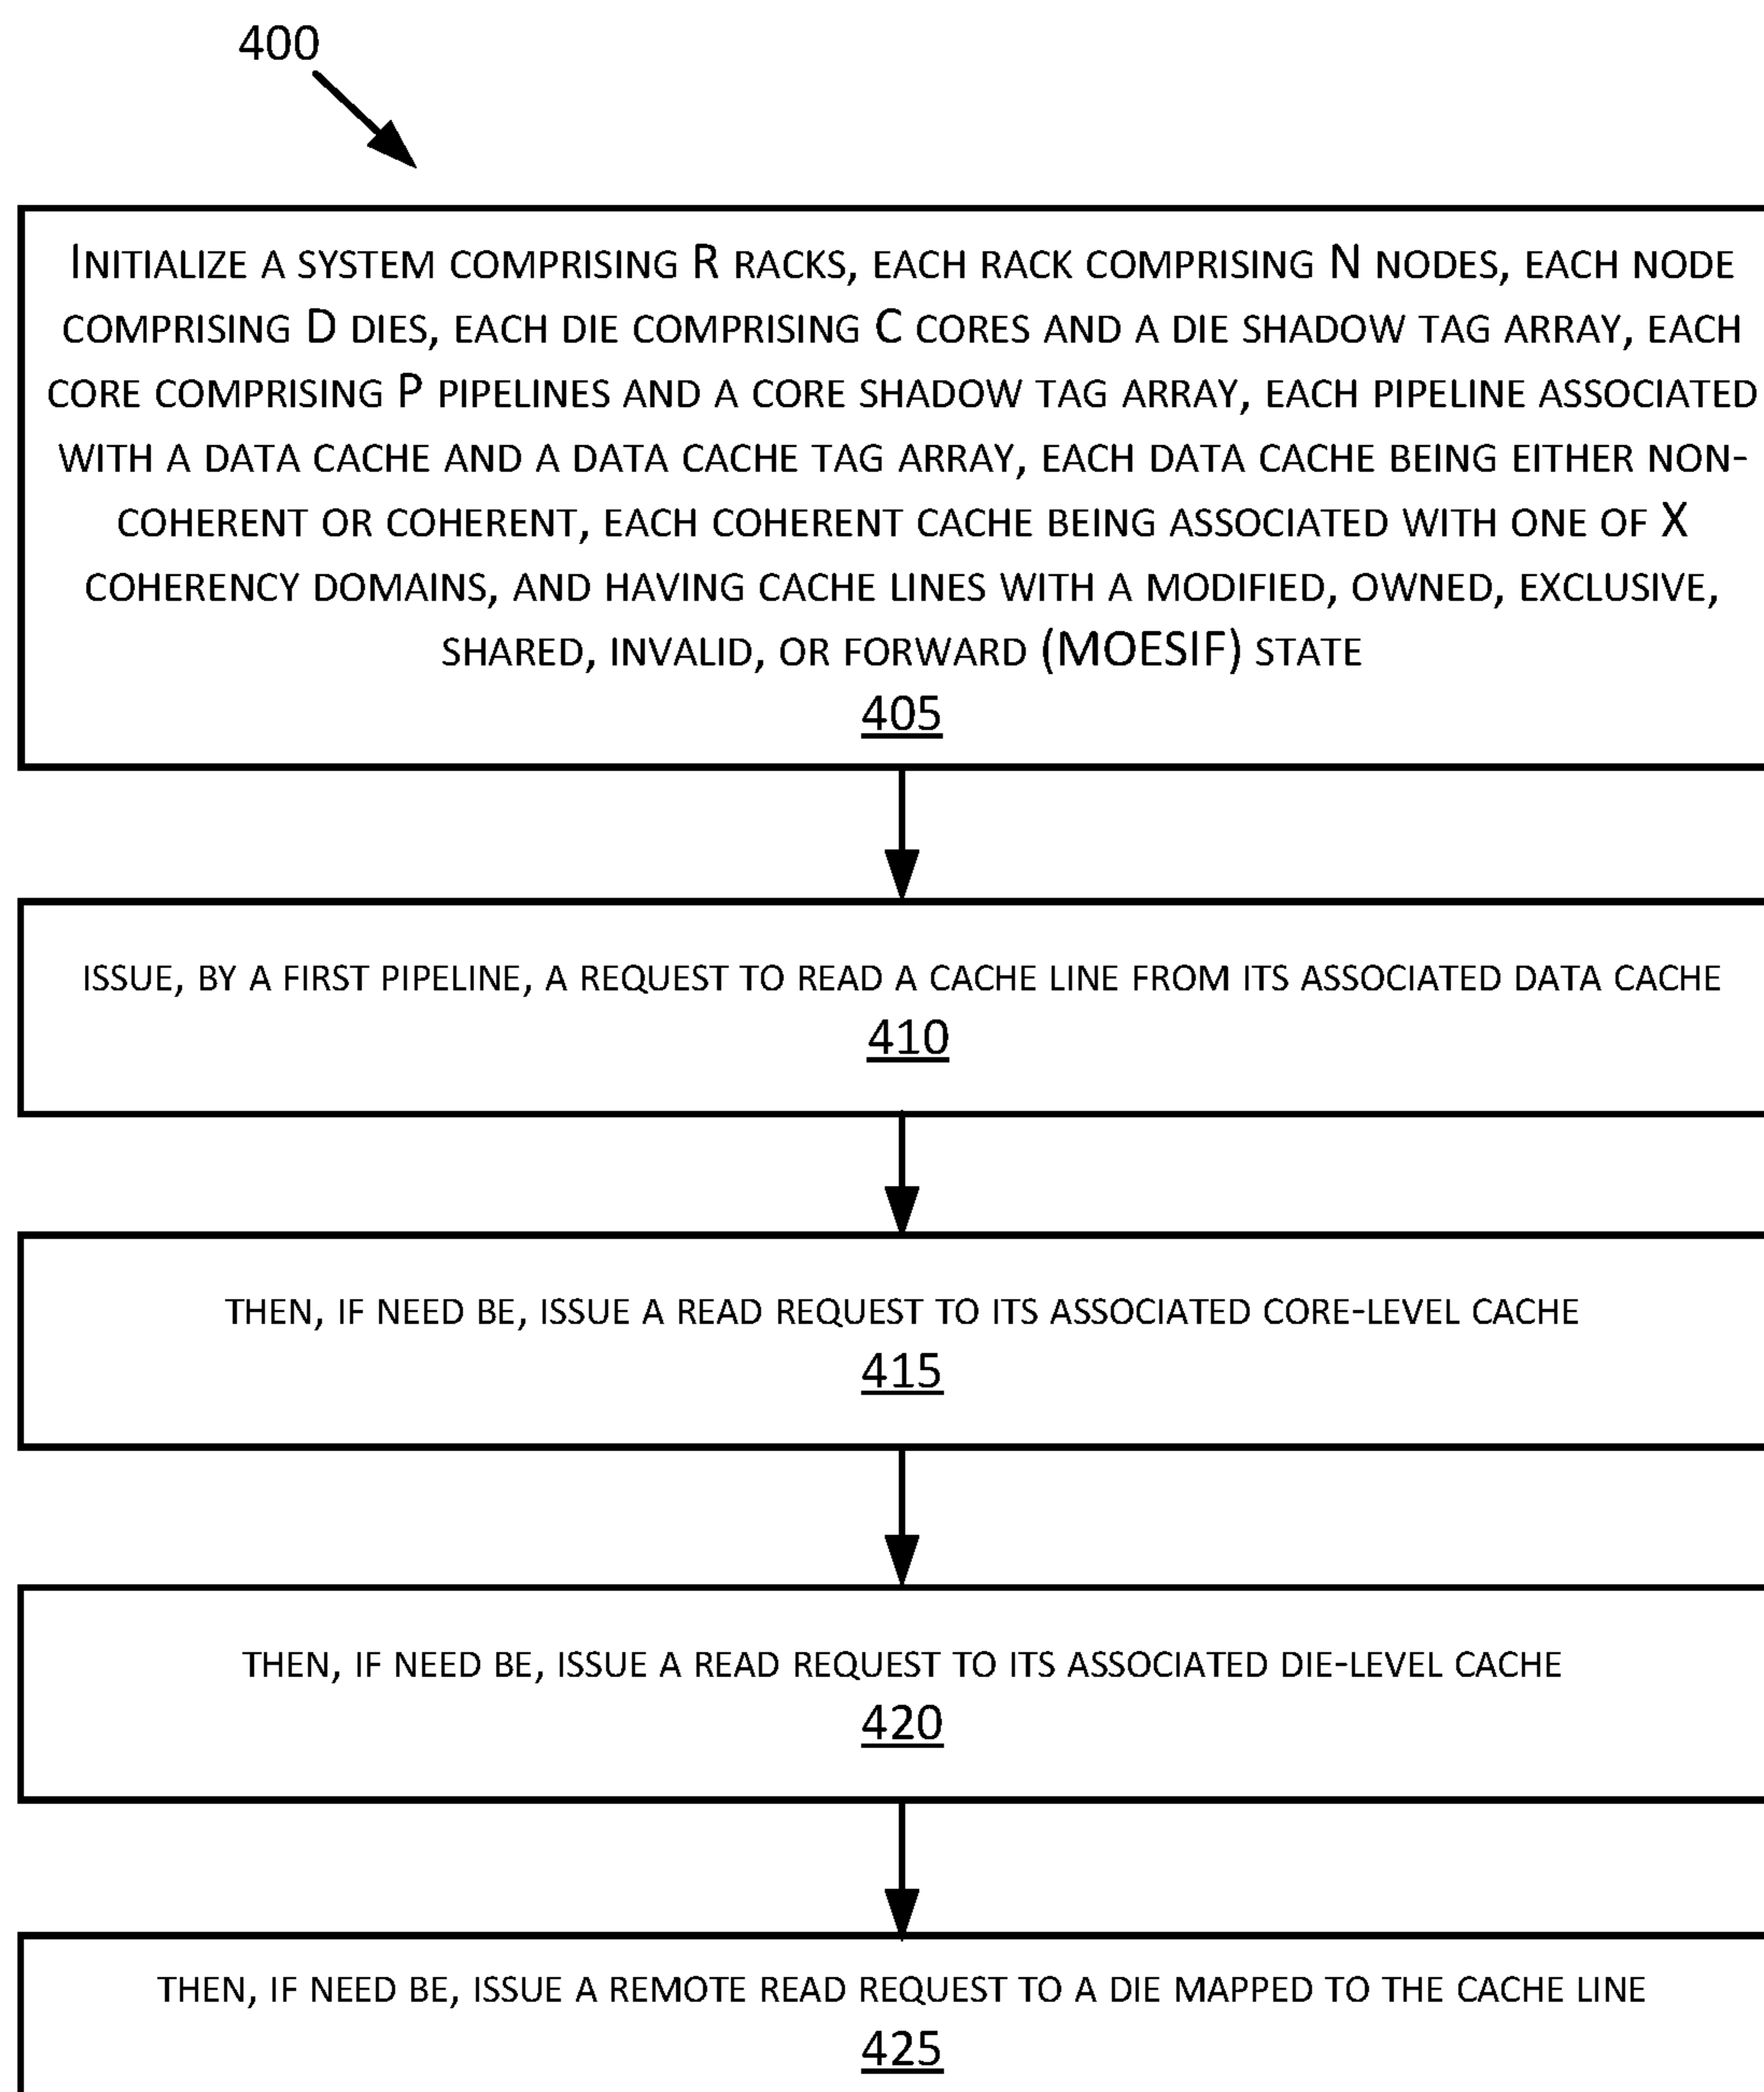 400
INITIALIZE A SYSTEM COMPRISING R RACKS, EACH RACK COMPRISING N NODES, EACH NODE
COMPRISING D DIES, EACH DIE COMPRISING C CORES AND A DIE SHADOW TAG ARRAY, EACH
CORE COMPRISING P PIPELINES AND A CORE SHADOW TAG ARRAY, EACH PIPELINE ASSOCIATED
WITH A DATA CACHE AND A DATA CACHE TAG ARRAY, EACH DATA CACHE BEING EITHER NON-
COHERENT OR COHERENT, EACH COHERENT CACHE BEING ASSOCIATED WITH ONE OF X
COHERENCY DOMAINS, AND HAVING CACHE LINES WITH A MODIFIED, OWNED, EXCLUSIVE,
SHARED, INVALID, OR FORWARD (MOESIF) STATE
405
ISSUE, BY A FIRST PIPELINE, A REQUEST TO READ A CACHE LINE FROM ITS ASSOCIATED DATA CACHE
410
THEN, IF NEED BE, ISSUE A READ REQUEST TO ITS ASSOCIATED CORE-LEVEL CACHE
415
THEN, IF NEED BE, ISSUE A READ REQUEST TO ITS ASSOCIATED DIE-LEVEL CACHE
420
THEN, IF NEED BE, ISSUE A REMOTE READ REQUEST TO A DIE MAPPED TO THE CACHE LINE
425